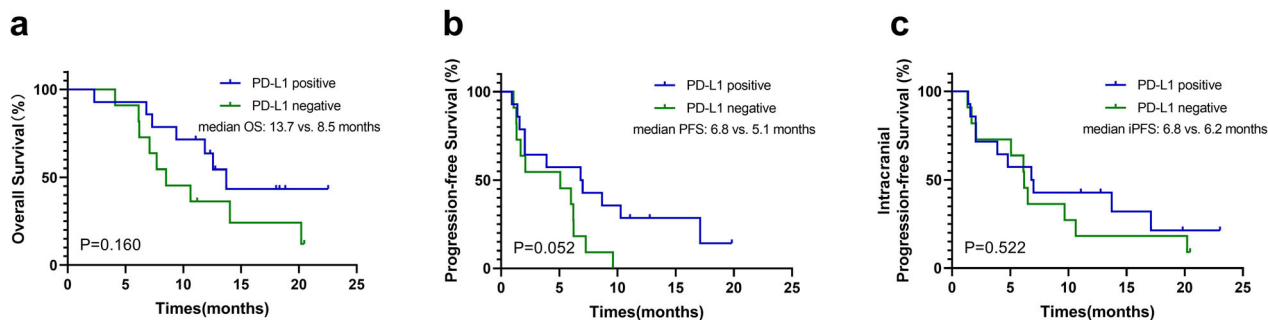 a
Overall Survival (%)
100
50
0
0 5 10 15 20 25
Times(months)
PD-L1 positive
PD-L1 negative
median OS: 13.7 vs. 8.5 months
P=0.160
b
Progression-free Survival (%)
100
50
0
0 5 10 15 20 25
Times(months)
PD-L1 positive
PD-L1 negative
median PFS: 6.8 vs. 5.1 months
P=0.052
c
Intracranial
Progression-free Survival (%)
100
50
0
0 5 10 15 20 25
Times(months)
PD-L1 positive
PD-L1 negative
median iPFS: 6.8 vs. 6.2 months
P=0.522